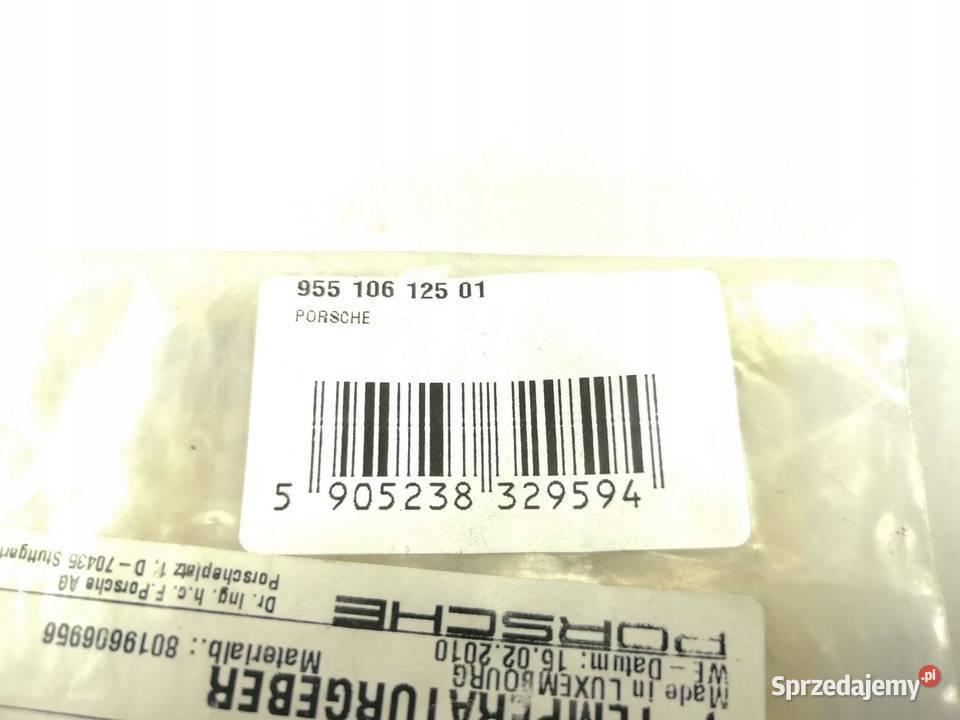 955 106 125 01
PORSCHE
5 905238 329594
Dr. Ing. h.c. F. Porsche AG
Porscheplatz 1, D-70435 Stuttgart
PORSCHE
Materialb.: 8019606956
WE-Datum: 16.02.2010
Made in LUXEMBOURG
TEMPERATURGEBER
Sprzedajemy.pl